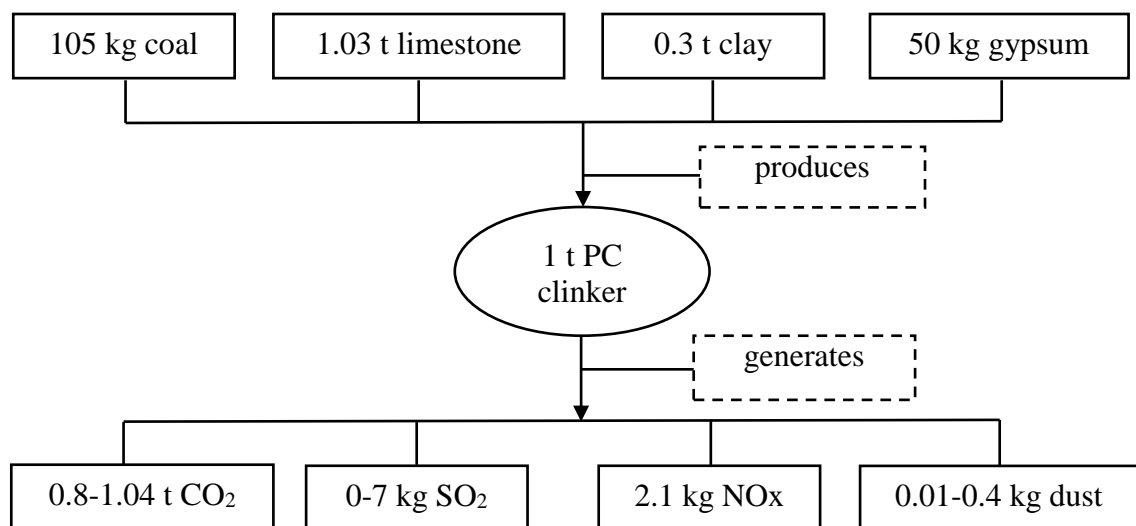 105 kg coal
1.03 t limestone
0.3 t clay
50 kg gypsum
produces
1 t PC
clinker
generates
0.8-1.04 t CO₂
0-7 kg SO₂
2.1 kg NOx
0.01-0.4 kg dust